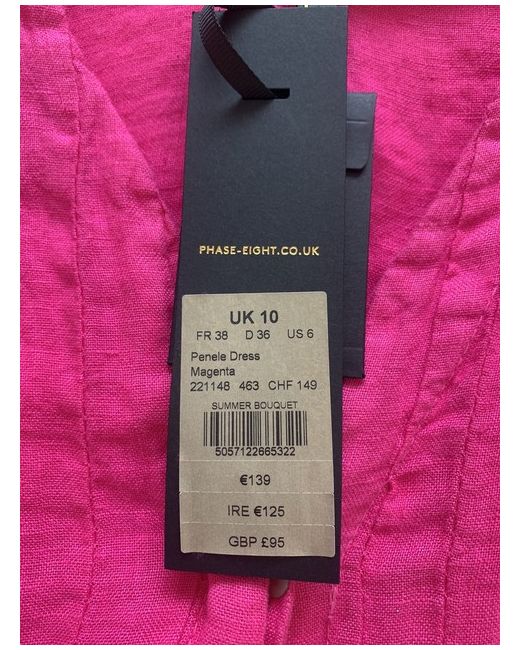 PHASE-EIGHT.CO.UK
UK 10
FR 38 D 36 US 6
Penele Dress
Magenta
221148 463 CHF 149
SUMMER BOUQUET
5057122665322
€139
IRE €125
GBP £95